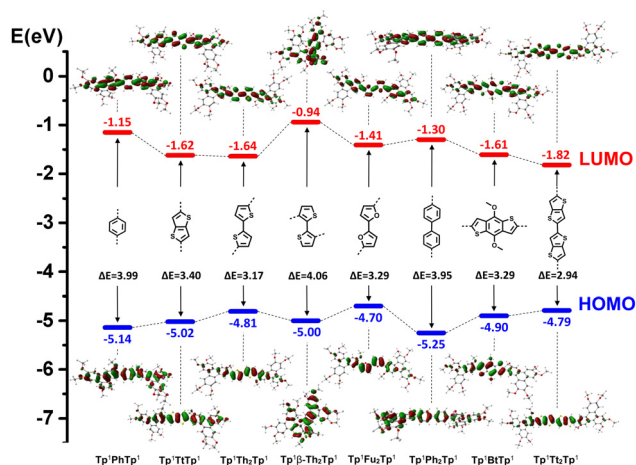 E(eV)
0
-1
-2
-3
-4
-5
-6
-7
-1.15
-1.62
-1.64
-0.94
-1.41
-1.30
-1.61
-1.82
LUMO
S
S
S
S
S
S
O
O
O
S
S
O
S
S
S
S
ΔE=3.99
ΔE=3.40
ΔE=3.17
ΔE=4.06
ΔE=3.29
ΔE=3.95
ΔE=3.29
ΔE=2.94
HOMO
-5.14
-5.02
-4.81
-5.00
-4.70
-5.25
-4.90
-4.79
Tp¹PhTp¹
Tp¹TtTp¹
Tp¹Th₂Tp¹
Tp¹β-Th₂Tp¹
Tp¹Fu₂Tp¹
Tp¹Ph₂Tp¹
Tp¹BtTp¹
Tp¹Tt₂Tp¹